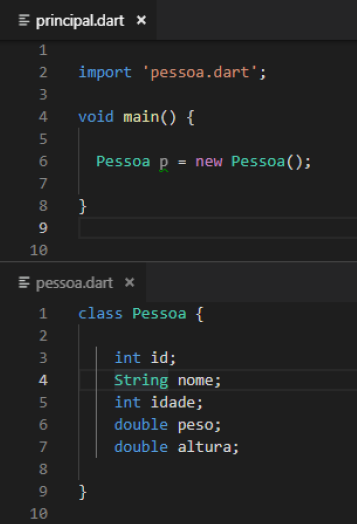 principal.dart ×
1
2 import 'pessoa.dart';
3
4 void main() {
5
6 Pessoa p = new Pessoa();
7
8 }
9
10
pessoa.dart ×
1 class Pessoa {
2
3 int id;
4 String nome;
5 int idade;
6 double peso;
7 double altura;
8
9 }
10